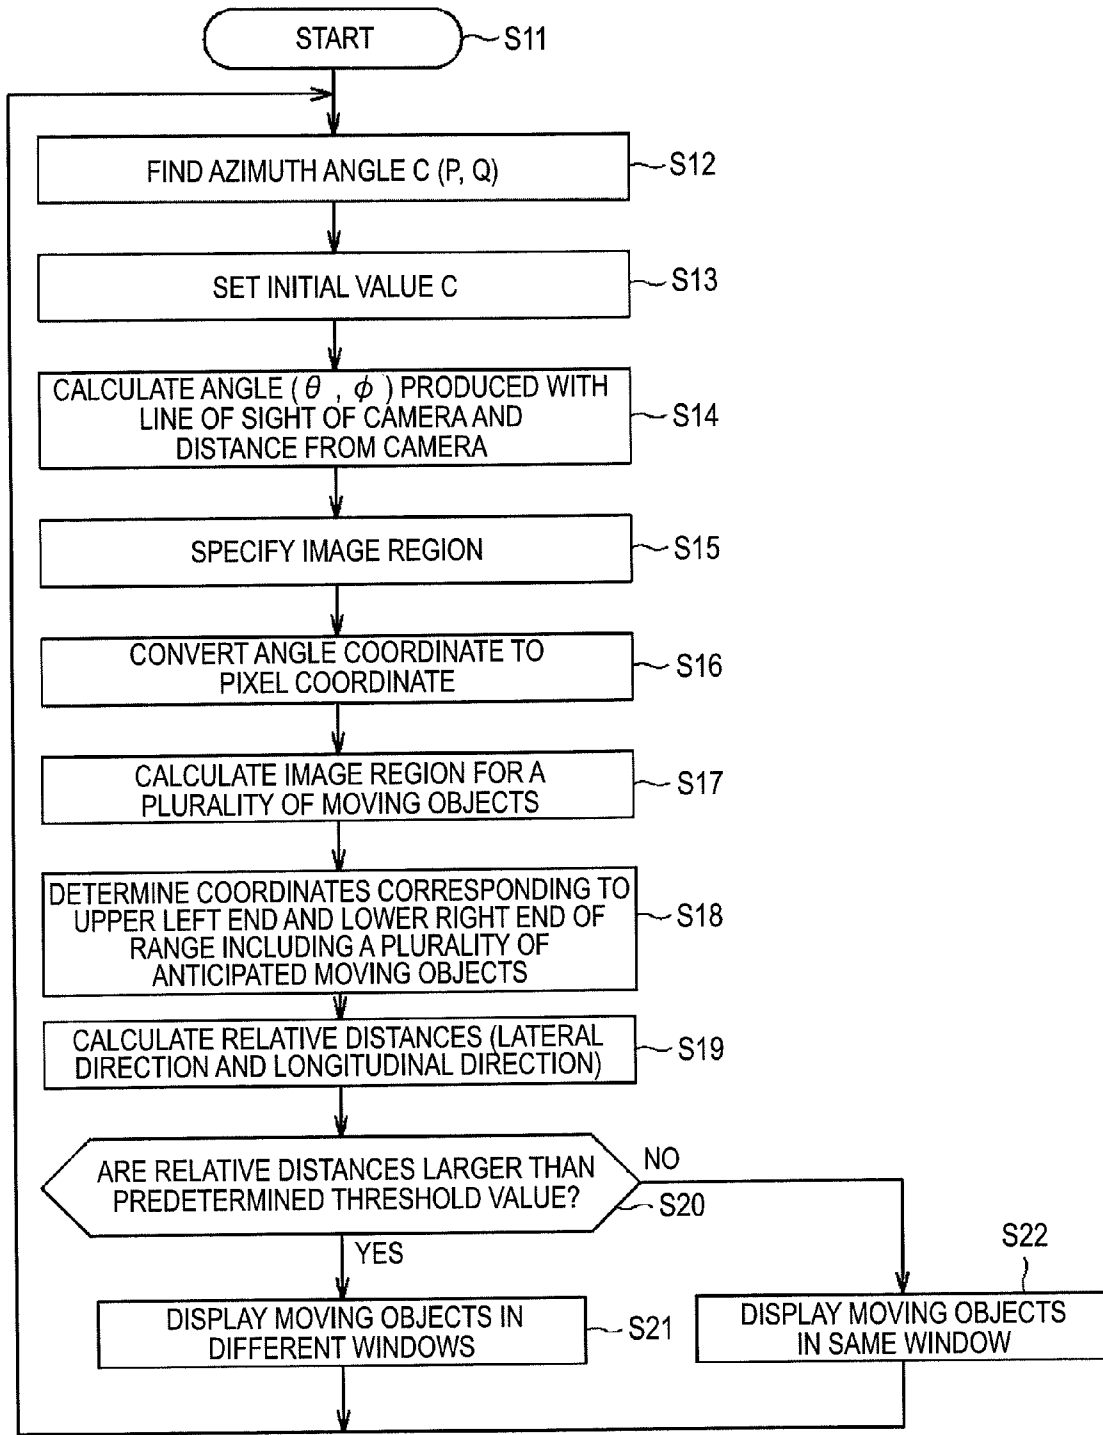 START
S11
FIND AZIMUTH ANGLE C (P, Q)
S12
SET INITIAL VALUE C
S13
CALCULATE ANGLE (θ, ϕ) PRODUCED WITH
LINE OF SIGHT OF CAMERA AND
DISTANCE FROM CAMERA
S14
SPECIFY IMAGE REGION
S15
CONVERT ANGLE COORDINATE TO
PIXEL COORDINATE
S16
CALCULATE IMAGE REGION FOR A
PLURALITY OF MOVING OBJECTS
S17
DETERMINE COORDINATES CORRESPONDING TO
UPPER LEFT END AND LOWER RIGHT END OF
RANGE INCLUDING A PLURALITY OF
ANTICIPATED MOVING OBJECTS
S18
CALCULATE RELATIVE DISTANCES (LATERAL
DIRECTION AND LONGITUDINAL DIRECTION)
S19
ARE RELATIVE DISTANCES LARGER THAN
PREDETERMINED THRESHOLD VALUE?
NO
S20
YES
S22
DISPLAY MOVING OBJECTS IN
DIFFERENT WINDOWS
S21
DISPLAY MOVING OBJECTS
IN SAME WINDOW